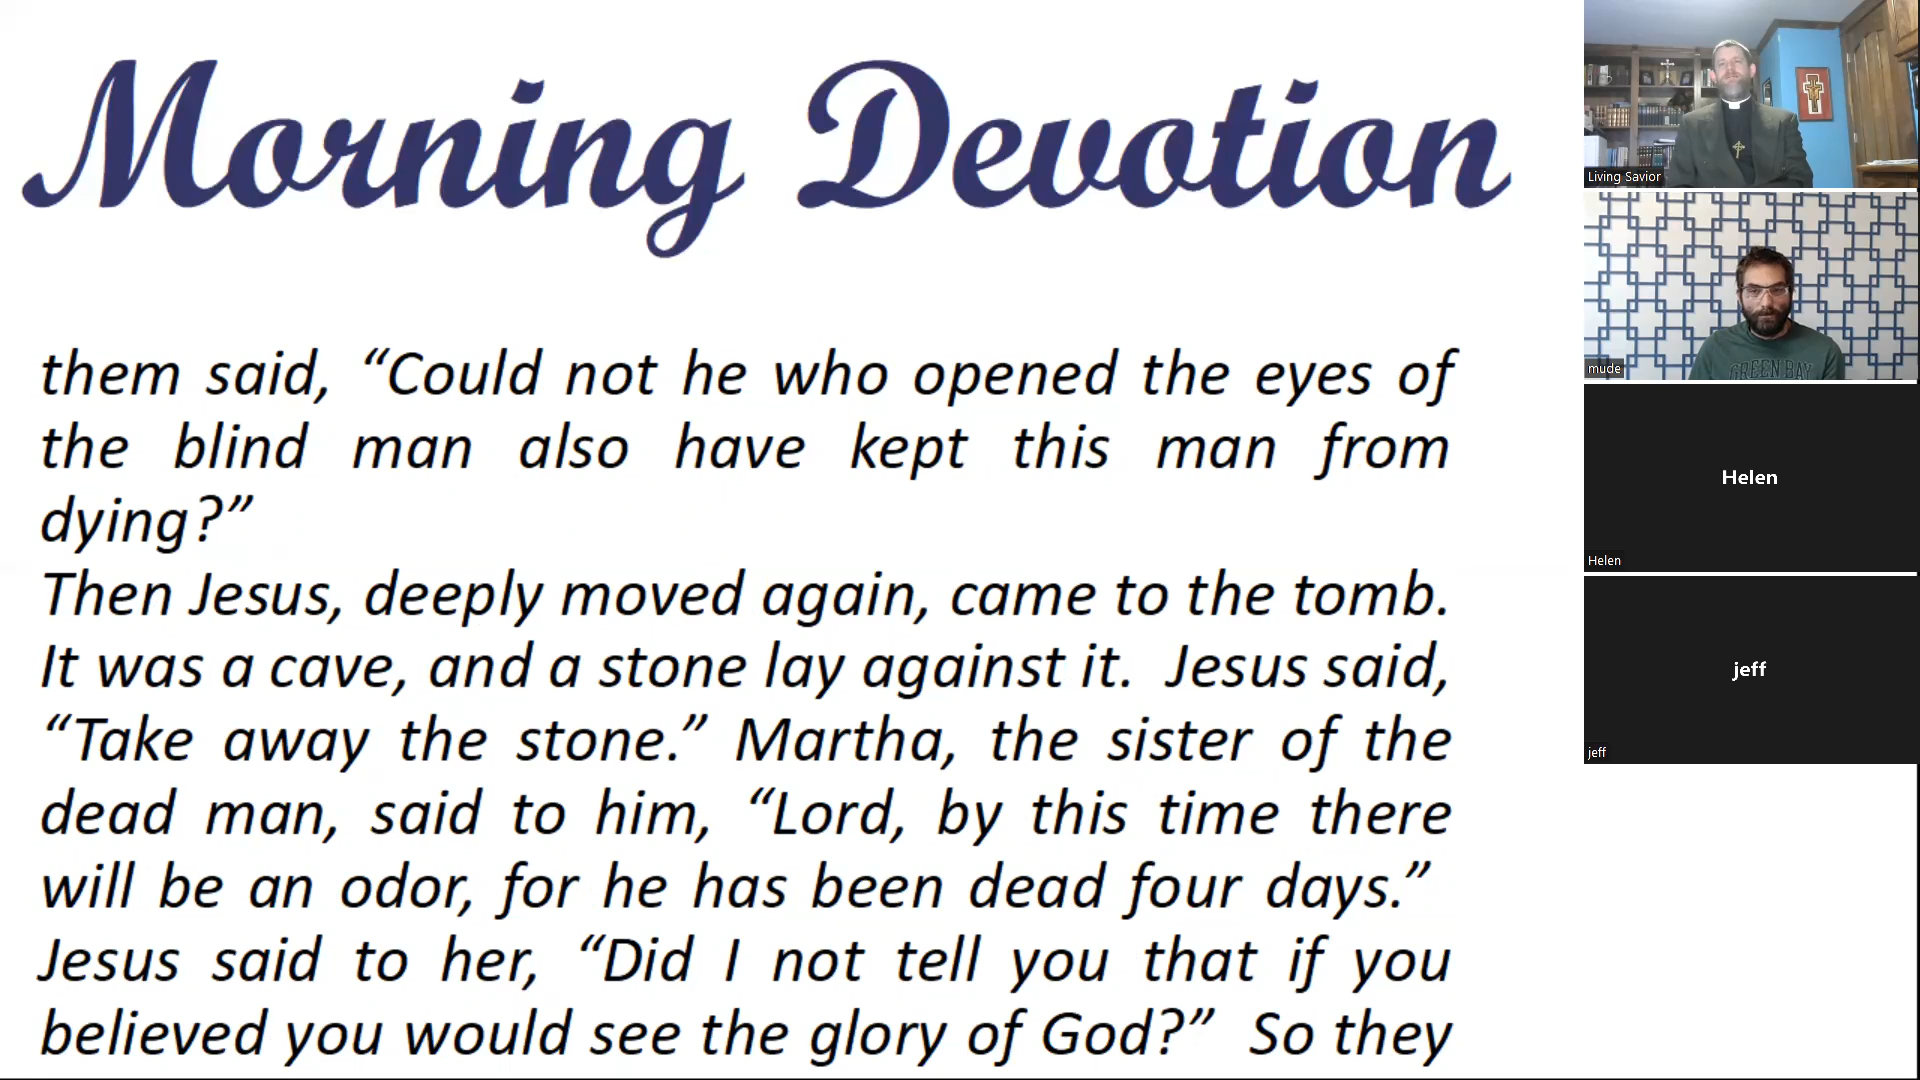 Morning Devotion
them said, “Could not he who opened the eyes of
the blind man also have kept this man from
dying?”
Then Jesus, deeply moved again, came to the tomb.
It was a cave, and a stone lay against it. Jesus said,
“Take away the stone.” Martha, the sister of the
dead man, said to him, “Lord, by this time there
will be an odor, for he has been dead four days.”
Jesus said to her, “Did I not tell you that if you
believed you would see the glory of God?” So they
Living Savior
GREEN BAY
mude
Helen
Helen
jeff
jeff